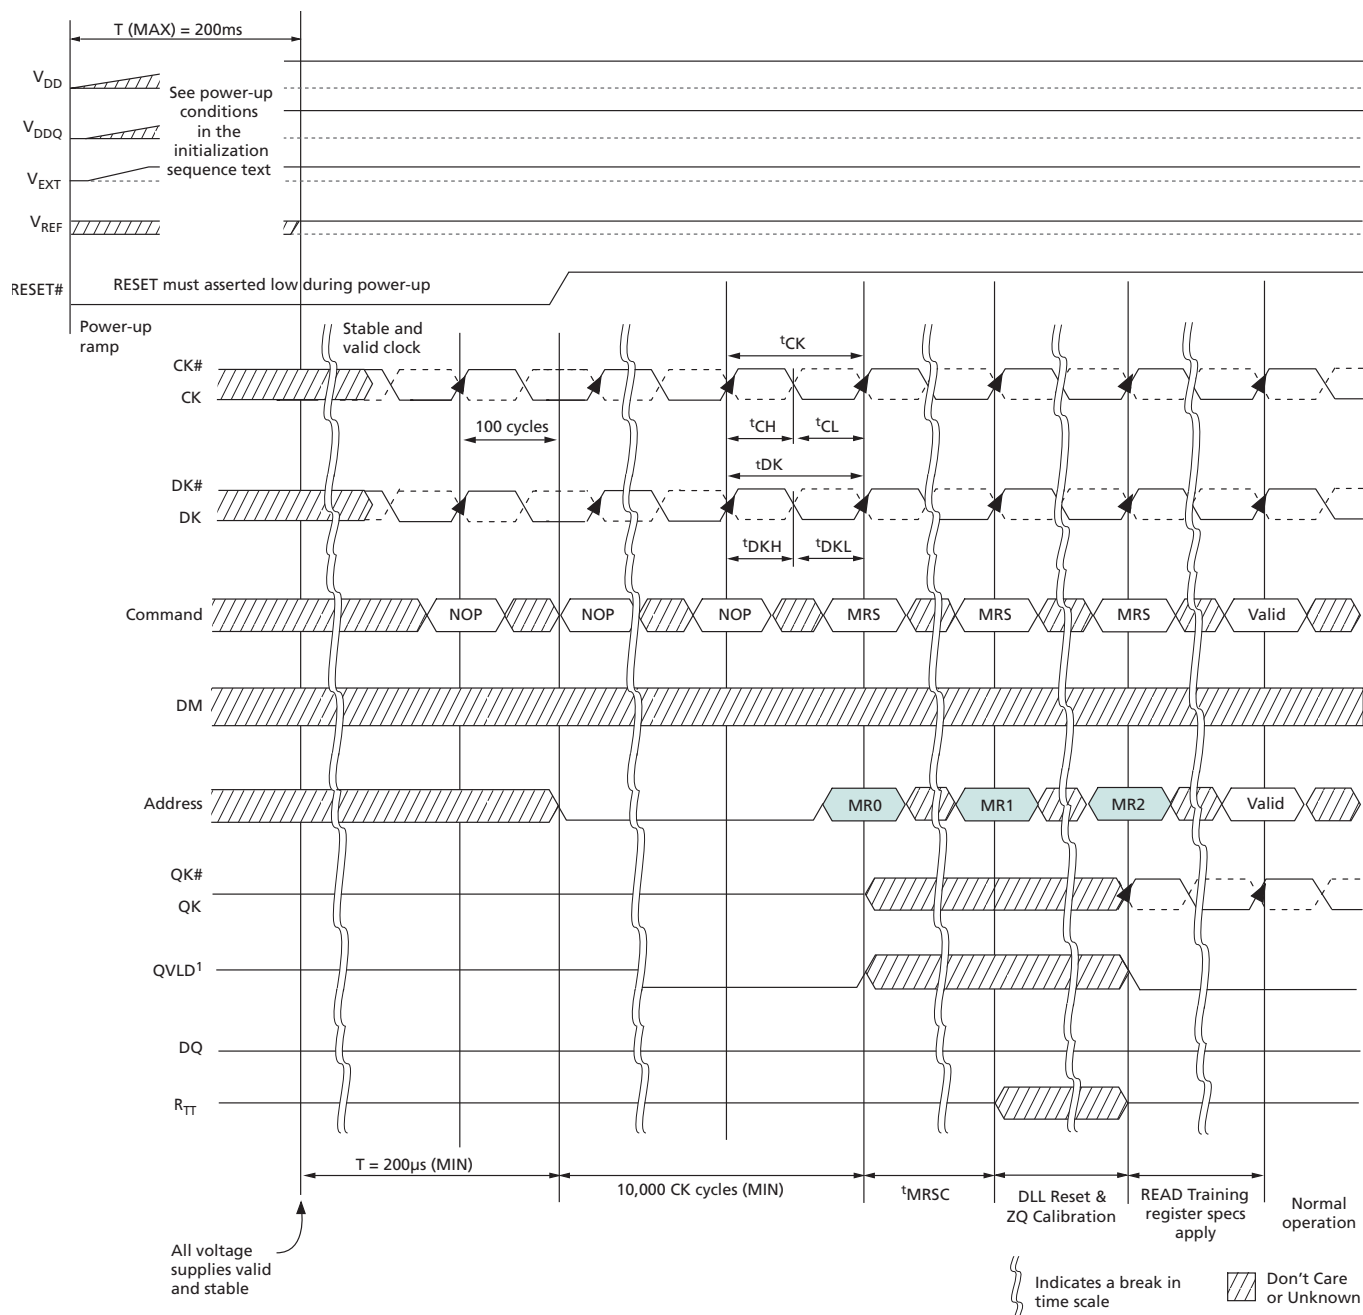 T (MAX) = 200ms
VDD
See power-up
conditions
in the
initialization
sequence text
VDDQ
VEXT
VREF
RESET#
RESET must asserted low during power-up
Power-up
ramp
Stable and
valid clock
tCK
CK#
CK
100 cycles
tCH
tCL
tDK
DK#
DK
tDKH
tDKL
Command
NOP
NOP
NOP
MRS
MRS
MRS
Valid
DM
Address
MR0
MR1
MR2
Valid
QK#
QK
QVLD1
DQ
RTT
T = 200μs (MIN)
10,000 CK cycles (MIN)
tMRSC
DLL Reset &
ZQ Calibration
READ Training
register specs
apply
Normal
operation
All voltage
supplies valid
and stable
Indicates a break in
time scale
Don't Care
or Unknown